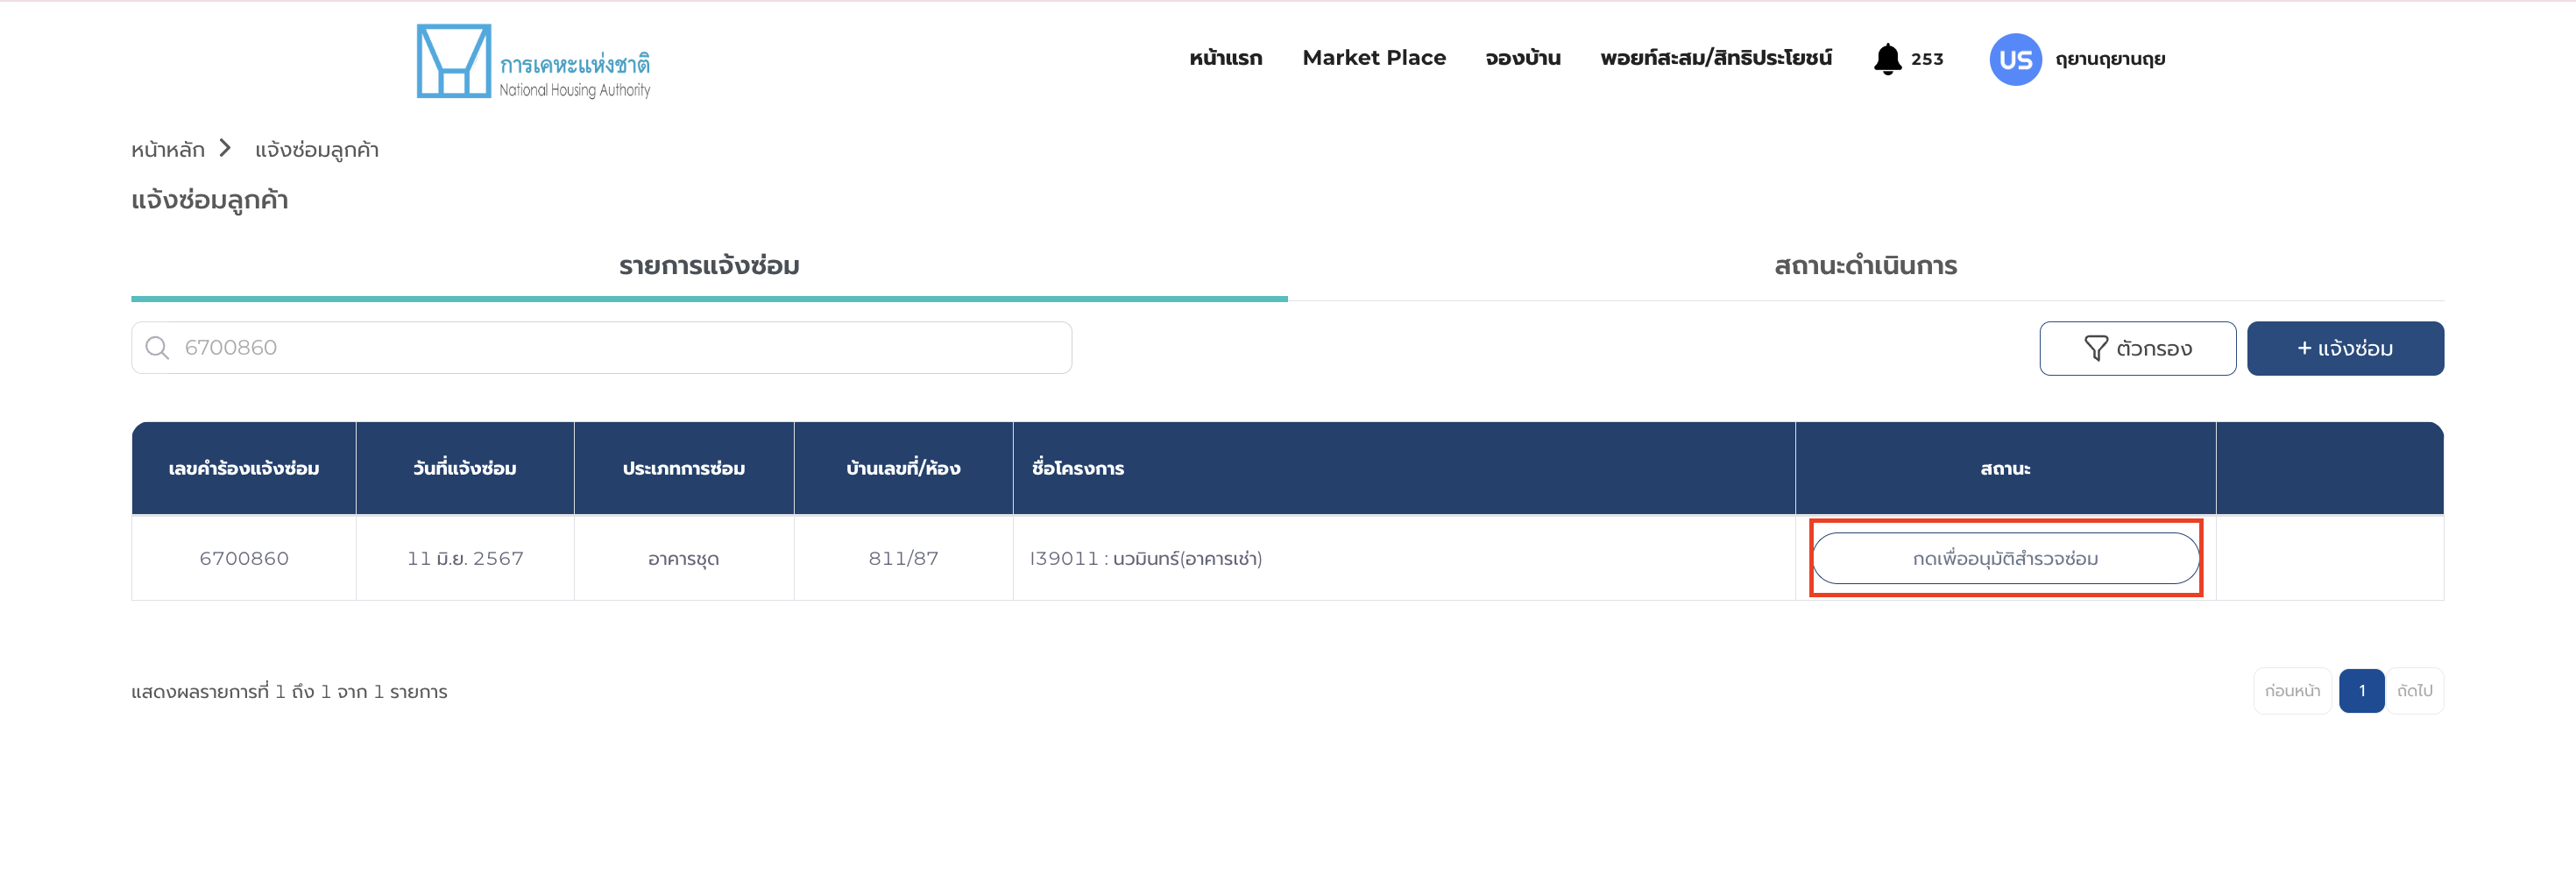 การเคหะแห่งชาติ
National Housing Authority
หน้าแรก Market Place จองบ้าน พอยท์สะสม/สิทธิประโยชน์ 253 US ฤยานฤยานฤย
หน้าหลัก > แจ้งซ่อมลูกค้า
แจ้งซ่อมลูกค้า
รายการแจ้งซ่อม สถานะดำเนินการ
6700860 ตัวกรอง + แจ้งซ่อม
เลขคำร้องแจ้งซ่อม วันที่แจ้งซ่อม ประเภทการซ่อม บ้านเลขที่/ห้อง ชื่อโครงการ สถานะ
6700860 11 มิ.ย. 2567 อาคารชุด 811/87 I39011 : นวมินทร์(อาคารเช่า) กดเพื่ออนุมัติสำรวจซ่อม
แสดงผลรายการที่ 1 ถึง 1 จาก 1 รายการ ก่อนหน้า 1 ถัดไป